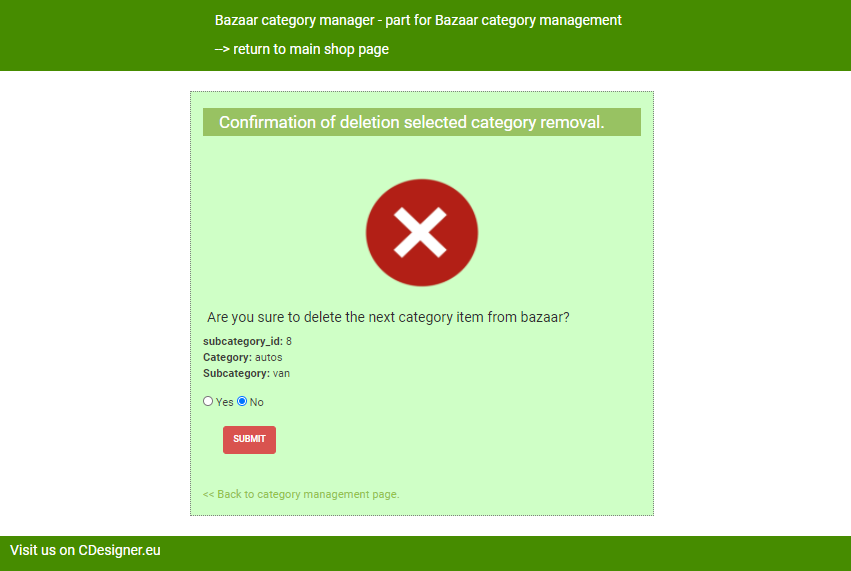 Bazaar category manager - part for Bazaar category management
--> return to main shop page
Confirmation of deletion selected category removal.
Are you sure to delete the next category item from bazaar?
subcategory_id: 8
Category: autos
Subcategory: van
Yes No
SUBMIT
<< Back to category management page.
Visit us on CDesigner.eu